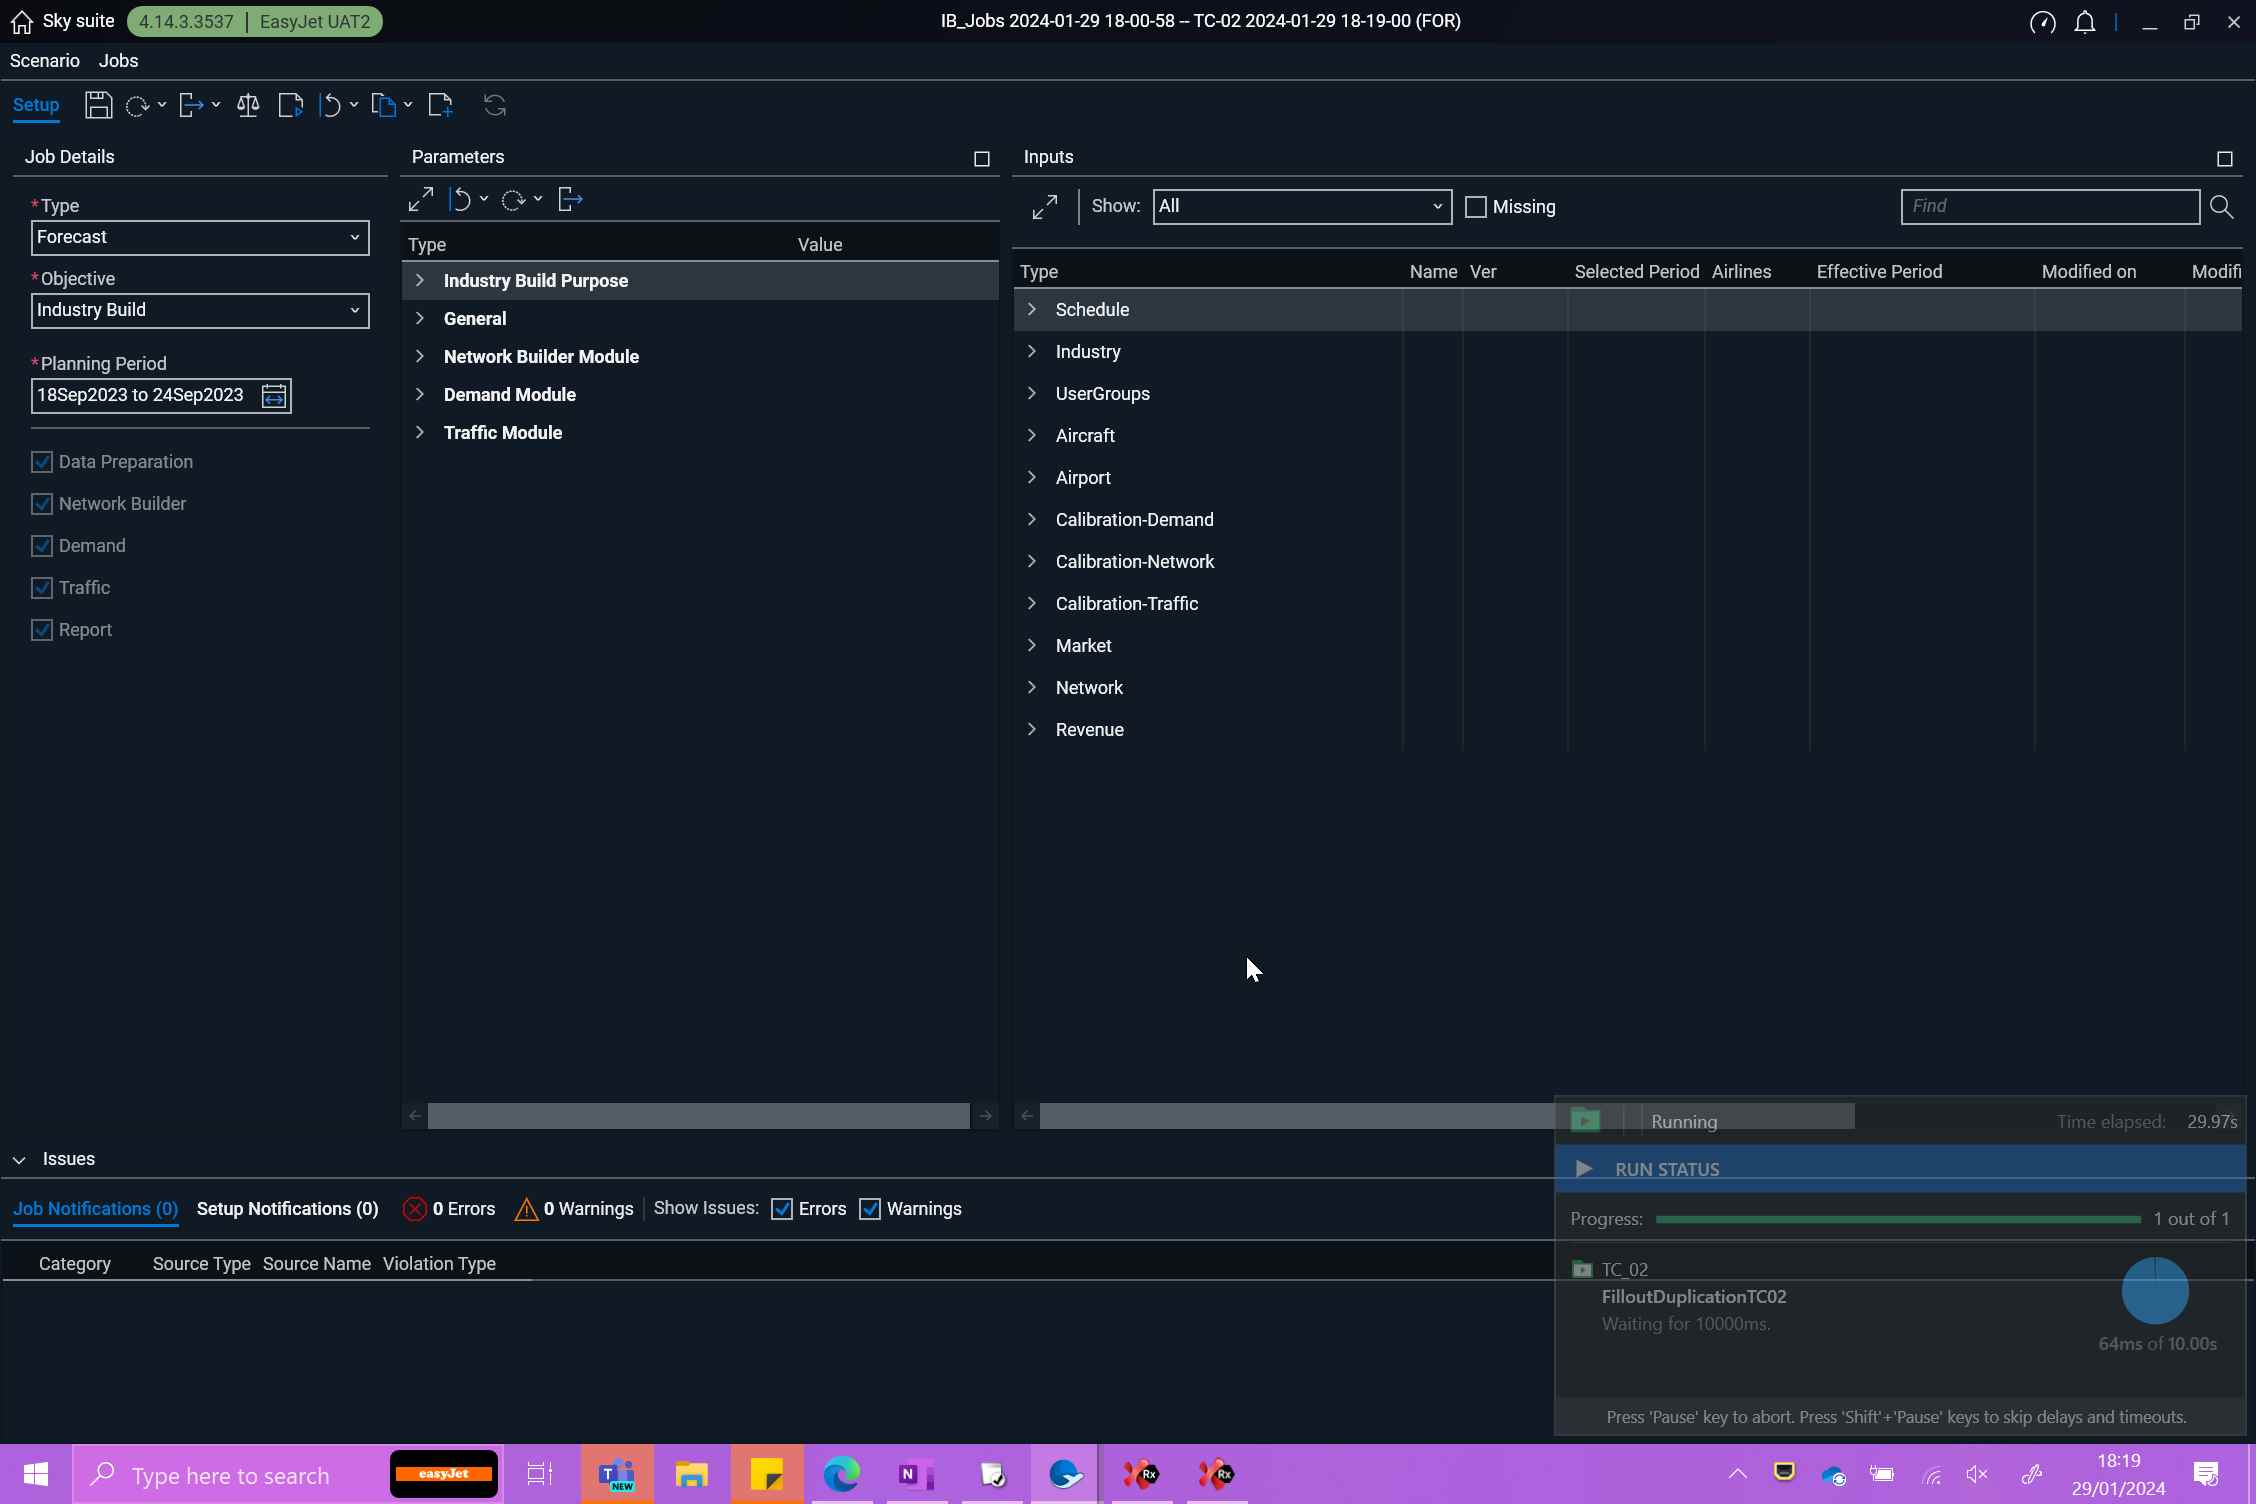 Sky suite 4.14.3.3537 | EasyJet UAT2 IB_Jobs 2024-01-29 18-00-58 -- TC-02 2024-01-29 18-19-00 (FOR)
Scenario Jobs
Setup
Job Details
*Type
Forecast
*Objective
Industry Build
*Planning Period
18Sep2023 to 24Sep2023
Data Preparation
Network Builder
Demand
Traffic
Report
Parameters
Type Value
Industry Build Purpose
General
Network Builder Module
Demand Module
Traffic Module
Inputs
Show: All Missing Find
Type Name Ver Selected Period Airlines Effective Period Modified on Modifi
Schedule
Industry
UserGroups
Aircraft
Airport
Calibration-Demand
Calibration-Network
Calibration-Traffic
Market
Network
Revenue
Issues
Job Notifications (0) Setup Notifications (0) 0 Errors 0 Warnings Show Issues: Errors Warnings
Category Source Type Source Name Violation Type
Running Time elapsed: 29.97s
RUN STATUS
Progress: 1 out of 1
TC_02
FilloutDuplicationTC02
Waiting for 10000ms.
64ms of 10.00s
Press 'Pause' key to abort. Press 'Shift'+'Pause' keys to skip delays and timeouts.
Type here to search
easyJet
T
NEW
N
Rx
Rx
18:19
29/01/2024